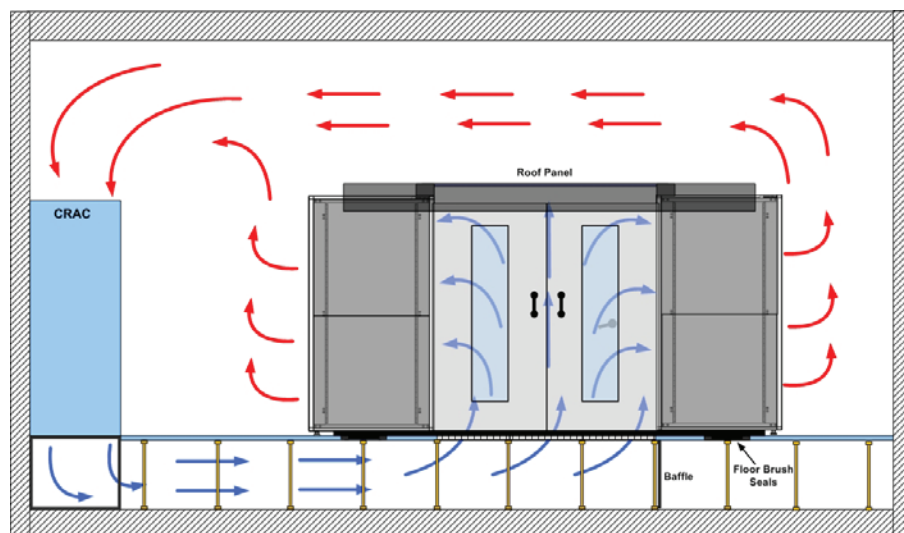 Roof Panel
CRAC
Baffle
Floor Brush
Seals